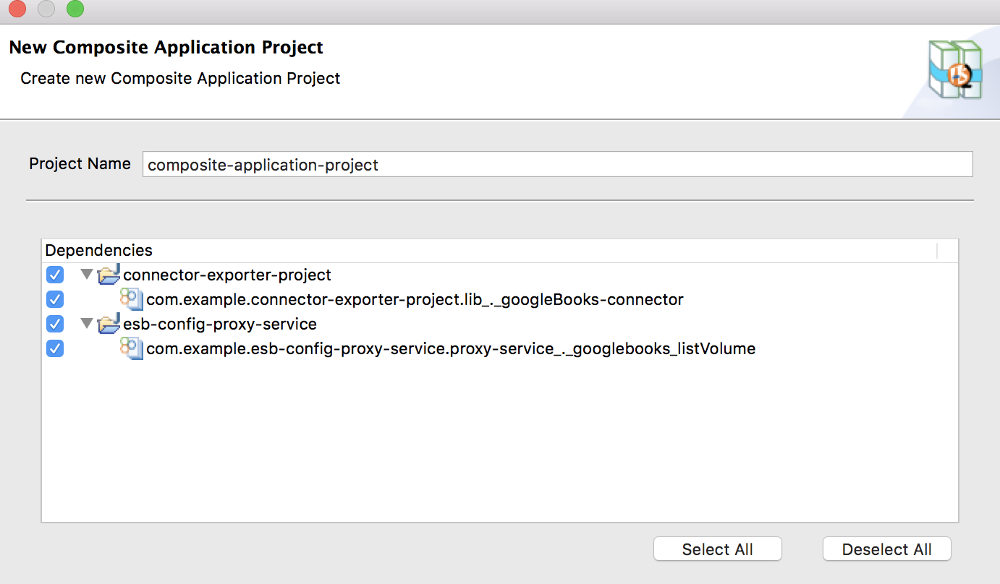 New Composite Application Project
Create new Composite Application Project
Project Name composite-application-project
Dependencies
connector-exporter-project
com.example.connector-exporter-project.lib_._googleBooks-connector
esb-config-proxy-service
com.example.esb-config-proxy-service.proxy-service_._googlebooks_listVolume
Select All Deselect All